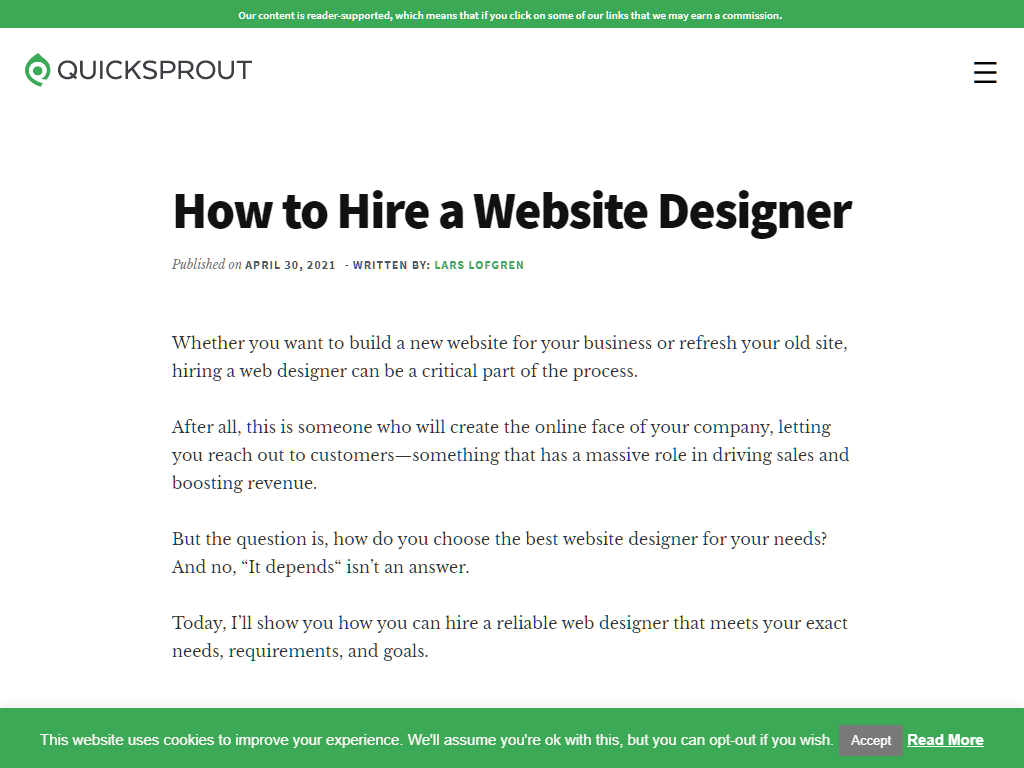 Our content is reader-supported, which means that if you click on some of our links that we may earn a commission.
QUICKSPROUT
How to Hire a Website Designer
Published on APRIL 30, 2021 - WRITTEN BY: LARS LOFGREN
Whether you want to build a new website for your business or refresh your old site,
hiring a web designer can be a critical part of the process.
After all, this is someone who will create the online face of your company, letting
you reach out to customers—something that has a massive role in driving sales and
boosting revenue.
But the question is, how do you choose the best website designer for your needs?
And no, “It depends“ isn’t an answer.
Today, I’ll show you how you can hire a reliable web designer that meets your exact
needs, requirements, and goals.
This website uses cookies to improve your experience. We'll assume you're ok with this, but you can opt-out if you wish. Accept Read More